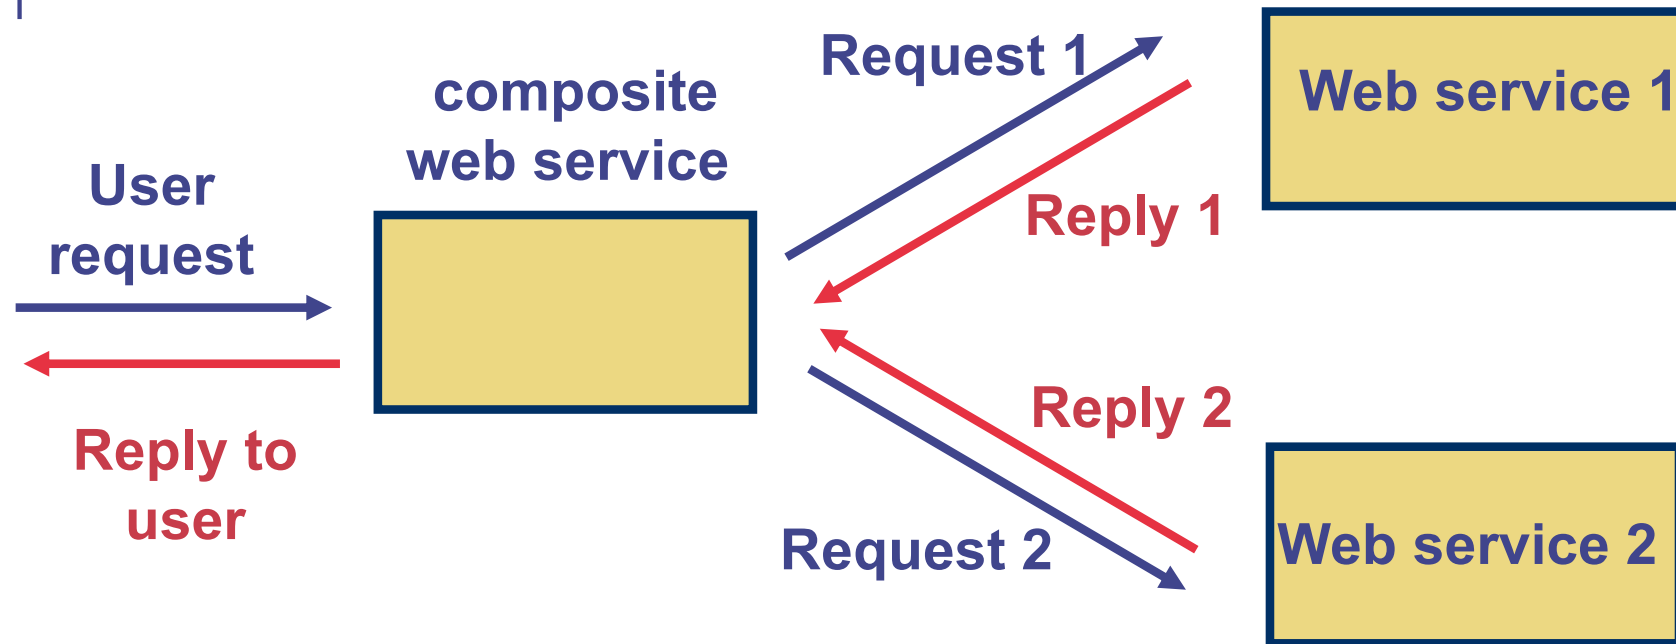 User
request
Reply to
user
composite
web service
Request 1
Reply 1
Reply 2
Request 2
Web service 1
Web service 2